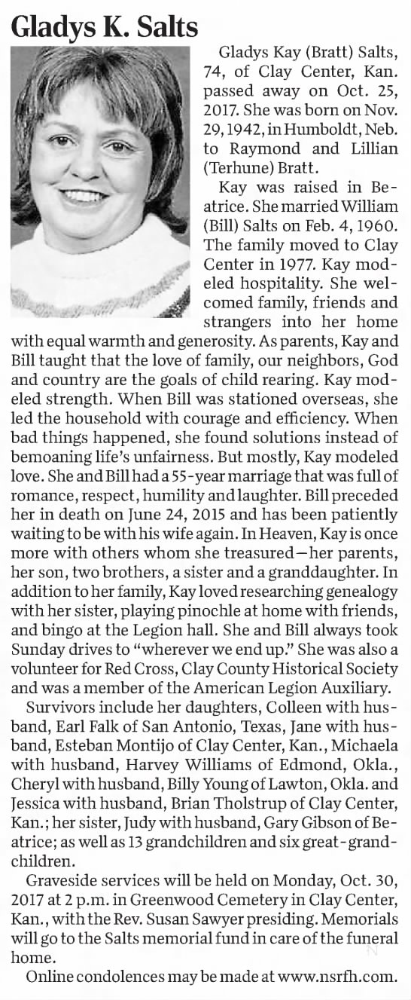 Gladys K. Salts
Gladys Kay (Bratt) Salts,
74, of Clay Center, Kan.
passed away on Oct. 25,
2017. She was born on Nov.
29, 1942, in Humboldt, Neb.
to Raymond and Lillian
(Terhune) Bratt.
Kay was raised in Be-
atrice. She married William
(Bill) Salts on Feb. 4, 1960.
The family moved to Clay
Center in 1977. Kay mod-
eled hospitality. She wel-
comed family, friends and
strangers into her home
with equal warmth and generosity. As parents, Kay and
Bill taught that the love of family, our neighbors, God
and country are the goals of child rearing. Kay mod-
eled strength. When Bill was stationed overseas, she
led the household with courage and efficiency. When
bad things happened, she found solutions instead of
bemoaning life's unfairness. But mostly, Kay modeled
love. She and Bill had a 55-year marriage that was full of
romance, respect, humility and laughter. Bill preceded
her in death on June 24, 2015 and has been patiently
waiting to be with his wife again. In Heaven, Kay is once
more with others whom she treasured—her parents,
her son, two brothers, a sister and a granddaughter. In
addition to her family, Kay loved researching genealogy
with her sister, playing pinochle at home with friends,
and bingo at the Legion hall. She and Bill always took
Sunday drives to "wherever we end up." She was also a
volunteer for Red Cross, Clay County Historical Society
and was a member of the American Legion Auxiliary.
Survivors include her daughters, Colleen with hus-
band, Earl Falk of San Antonio, Texas, Jane with hus-
band, Esteban Montijo of Clay Center, Kan., Michaela
with husband, Harvey Williams of Edmond, Okla.,
Cheryl with husband, Billy Young of Lawton, Okla. and
Jessica with husband, Brian Tholstrup of Clay Center,
Kan.; her sister, Judy with husband, Gary Gibson of Be-
atrice; as well as 13 grandchildren and six great-grand-
children.
Graveside services will be held on Monday, Oct. 30,
2017 at 2 p.m. in Greenwood Cemetery in Clay Center,
Kan., with the Rev. Susan Sawyer presiding. Memorials
will go to the Salts memorial fund in care of the funeral
home.
Online condolences may be made at www.nsrfh.com.